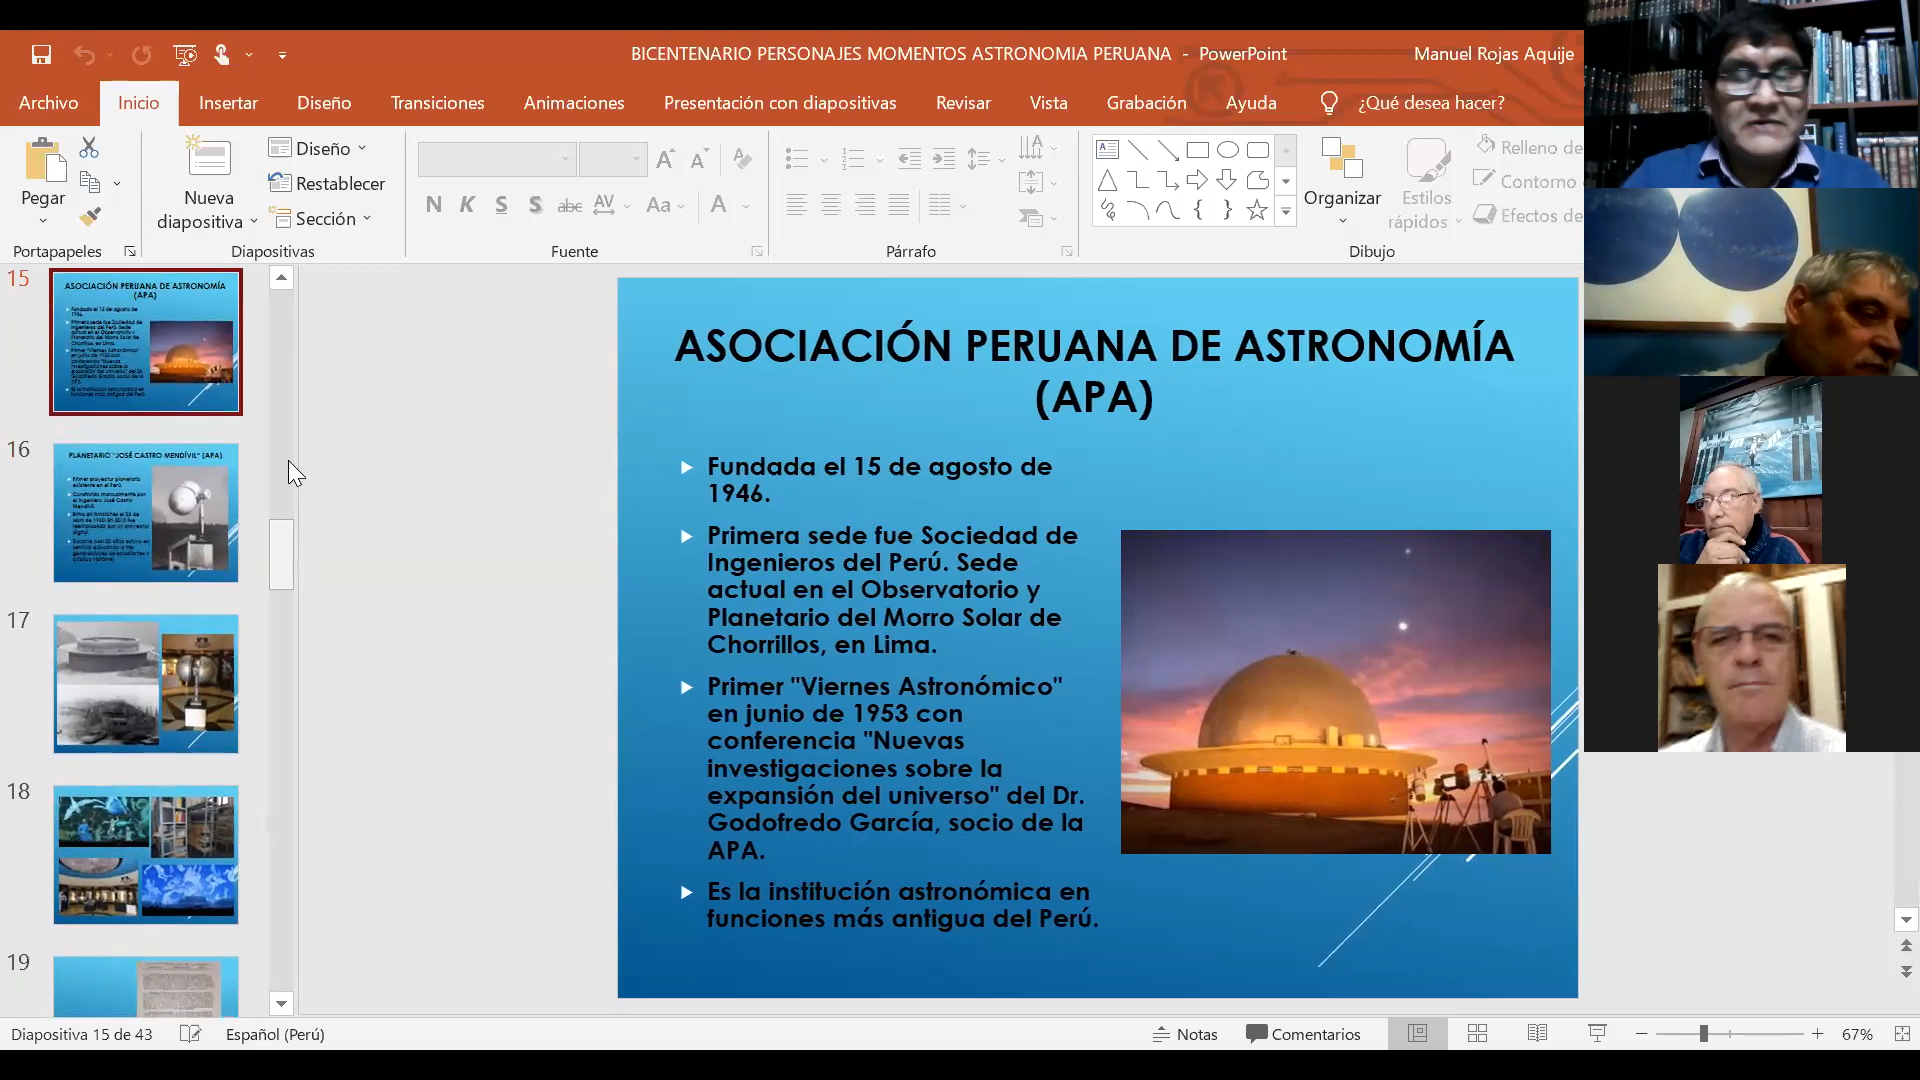 BICENTENARIO PERSONAJES MOMENTOS ASTRONOMIA PERUANA - PowerPoint
Manuel Rojas Aquije
Archivo
Inicio
Insertar
Diseño
Transiciones
Animaciones
Presentación con diapositivas
Revisar
Vista
Grabación
Ayuda
¿Qué desea hacer?
Pegar
Nueva
diapositiva
Diseño
Restablecer
Sección
N K S S abc AV Aa A
Organizar
Estilos
rápidos
Relleno de
Contorno
Efectos de
Portapapeles
Diapositivas
Fuente
Párrafo
Dibujo
15
ASOCIACIÓN PERUANA DE ASTRONOMÍA
(APA)
16
PLANETARIO "JOSÉ CASTRO MENDÍVIL" (APA)
17
18
19
ASOCIACIÓN PERUANA DE ASTRONOMÍA
(APA)
Fundada el 15 de agosto de
1946.
Primera sede fue Sociedad de
Ingenieros del Perú. Sede
actual en el Observatorio y
Planetario del Morro Solar de
Chorrillos, en Lima.
Primer "Viernes Astronómico"
en junio de 1953 con
conferencia "Nuevas
investigaciones sobre la
expansión del universo" del Dr.
Godofredo García, socio de la
APA.
Es la institución astronómica en
funciones más antigua del Perú.
Diapositiva 15 de 43
Español (Perú)
Notas
Comentarios
67%